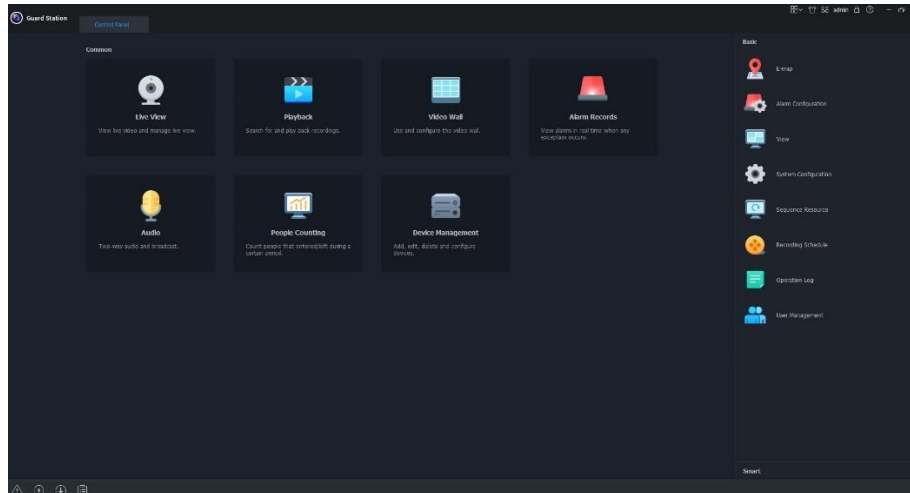 Guard Station
Control Panel
admin
Common
Live View
View live video and manage live view.
Playback
Search for and play back recordings.
Video Wall
Use and configure the video wall.
Alarm Records
View alarms in real time when any
exception occurs.
Audio
Two-way audio and broadcast.
People Counting
Count people that entered/left during a
certain period.
Device Management
Add, edit, delete and configure
devices.
Basic
E-map
Alarm Configuration
View
System Configuration
Sequence Resource
Recording Schedule
Operation Log
User Management
Smart